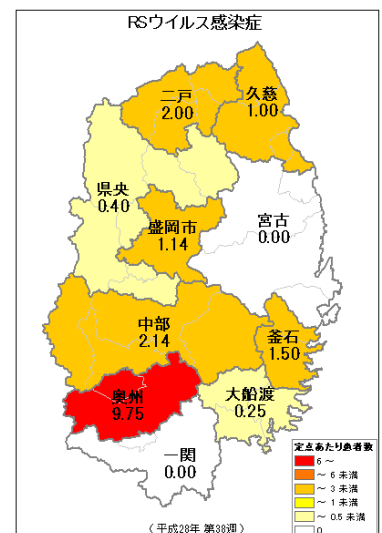 RSウイルス感染症
二戸
2.00
久慈
1.00
県央
0.40
盛岡市
1.14
宮古
0.00
中部
2.14
釜石
1.50
奥州
9.75
大船渡
0.25
一関
0.00
定点あたり患者数
6 ～
～ 6 未満
～ 3 未満
～ 1 未満
～ 0.5 未満
0
（平成28年 第38週）